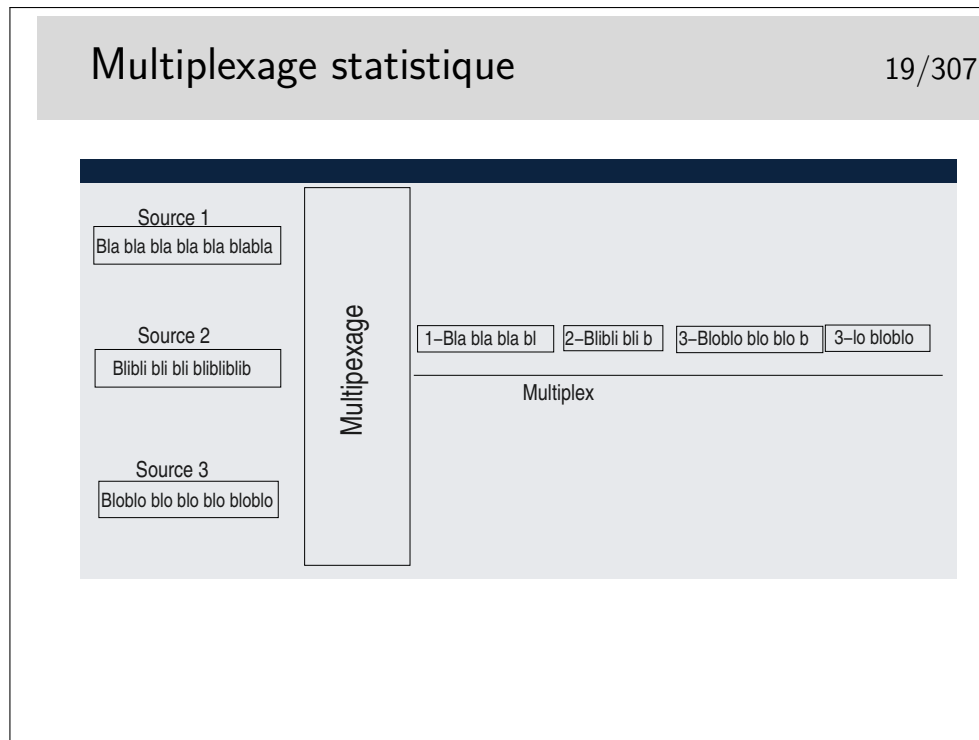 Multiplexage statistique 19/307
Source 1
Bla bla bla bla bla blabla
Source 2
Blibli bli bli blibliblib
Source 3
Bloblo blo blo blo bloblo
Multipexage
1–Bla bla bla bl 2–Blibli bli b 3–Bloblo blo blo b 3–lo bloblo
Multiplex